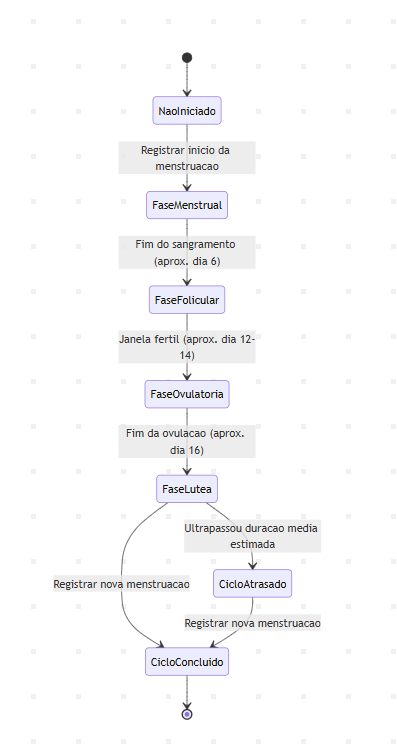 NaoIniciado
Registrar inicio da
menstruacao
FaseMenstrual
Fim do sangramento
(aprox. dia 6)
FaseFolicular
Janela fertil (aprox. dia 12-
14)
FaseOvulatoria
Fim da ovulacao (aprox.
dia 16)
FaseLutea
Ultrapassou duracao media
estimada
Registrar nova menstruacao
CicloAtrasado
Registrar nova menstruacao
CicloConcluido